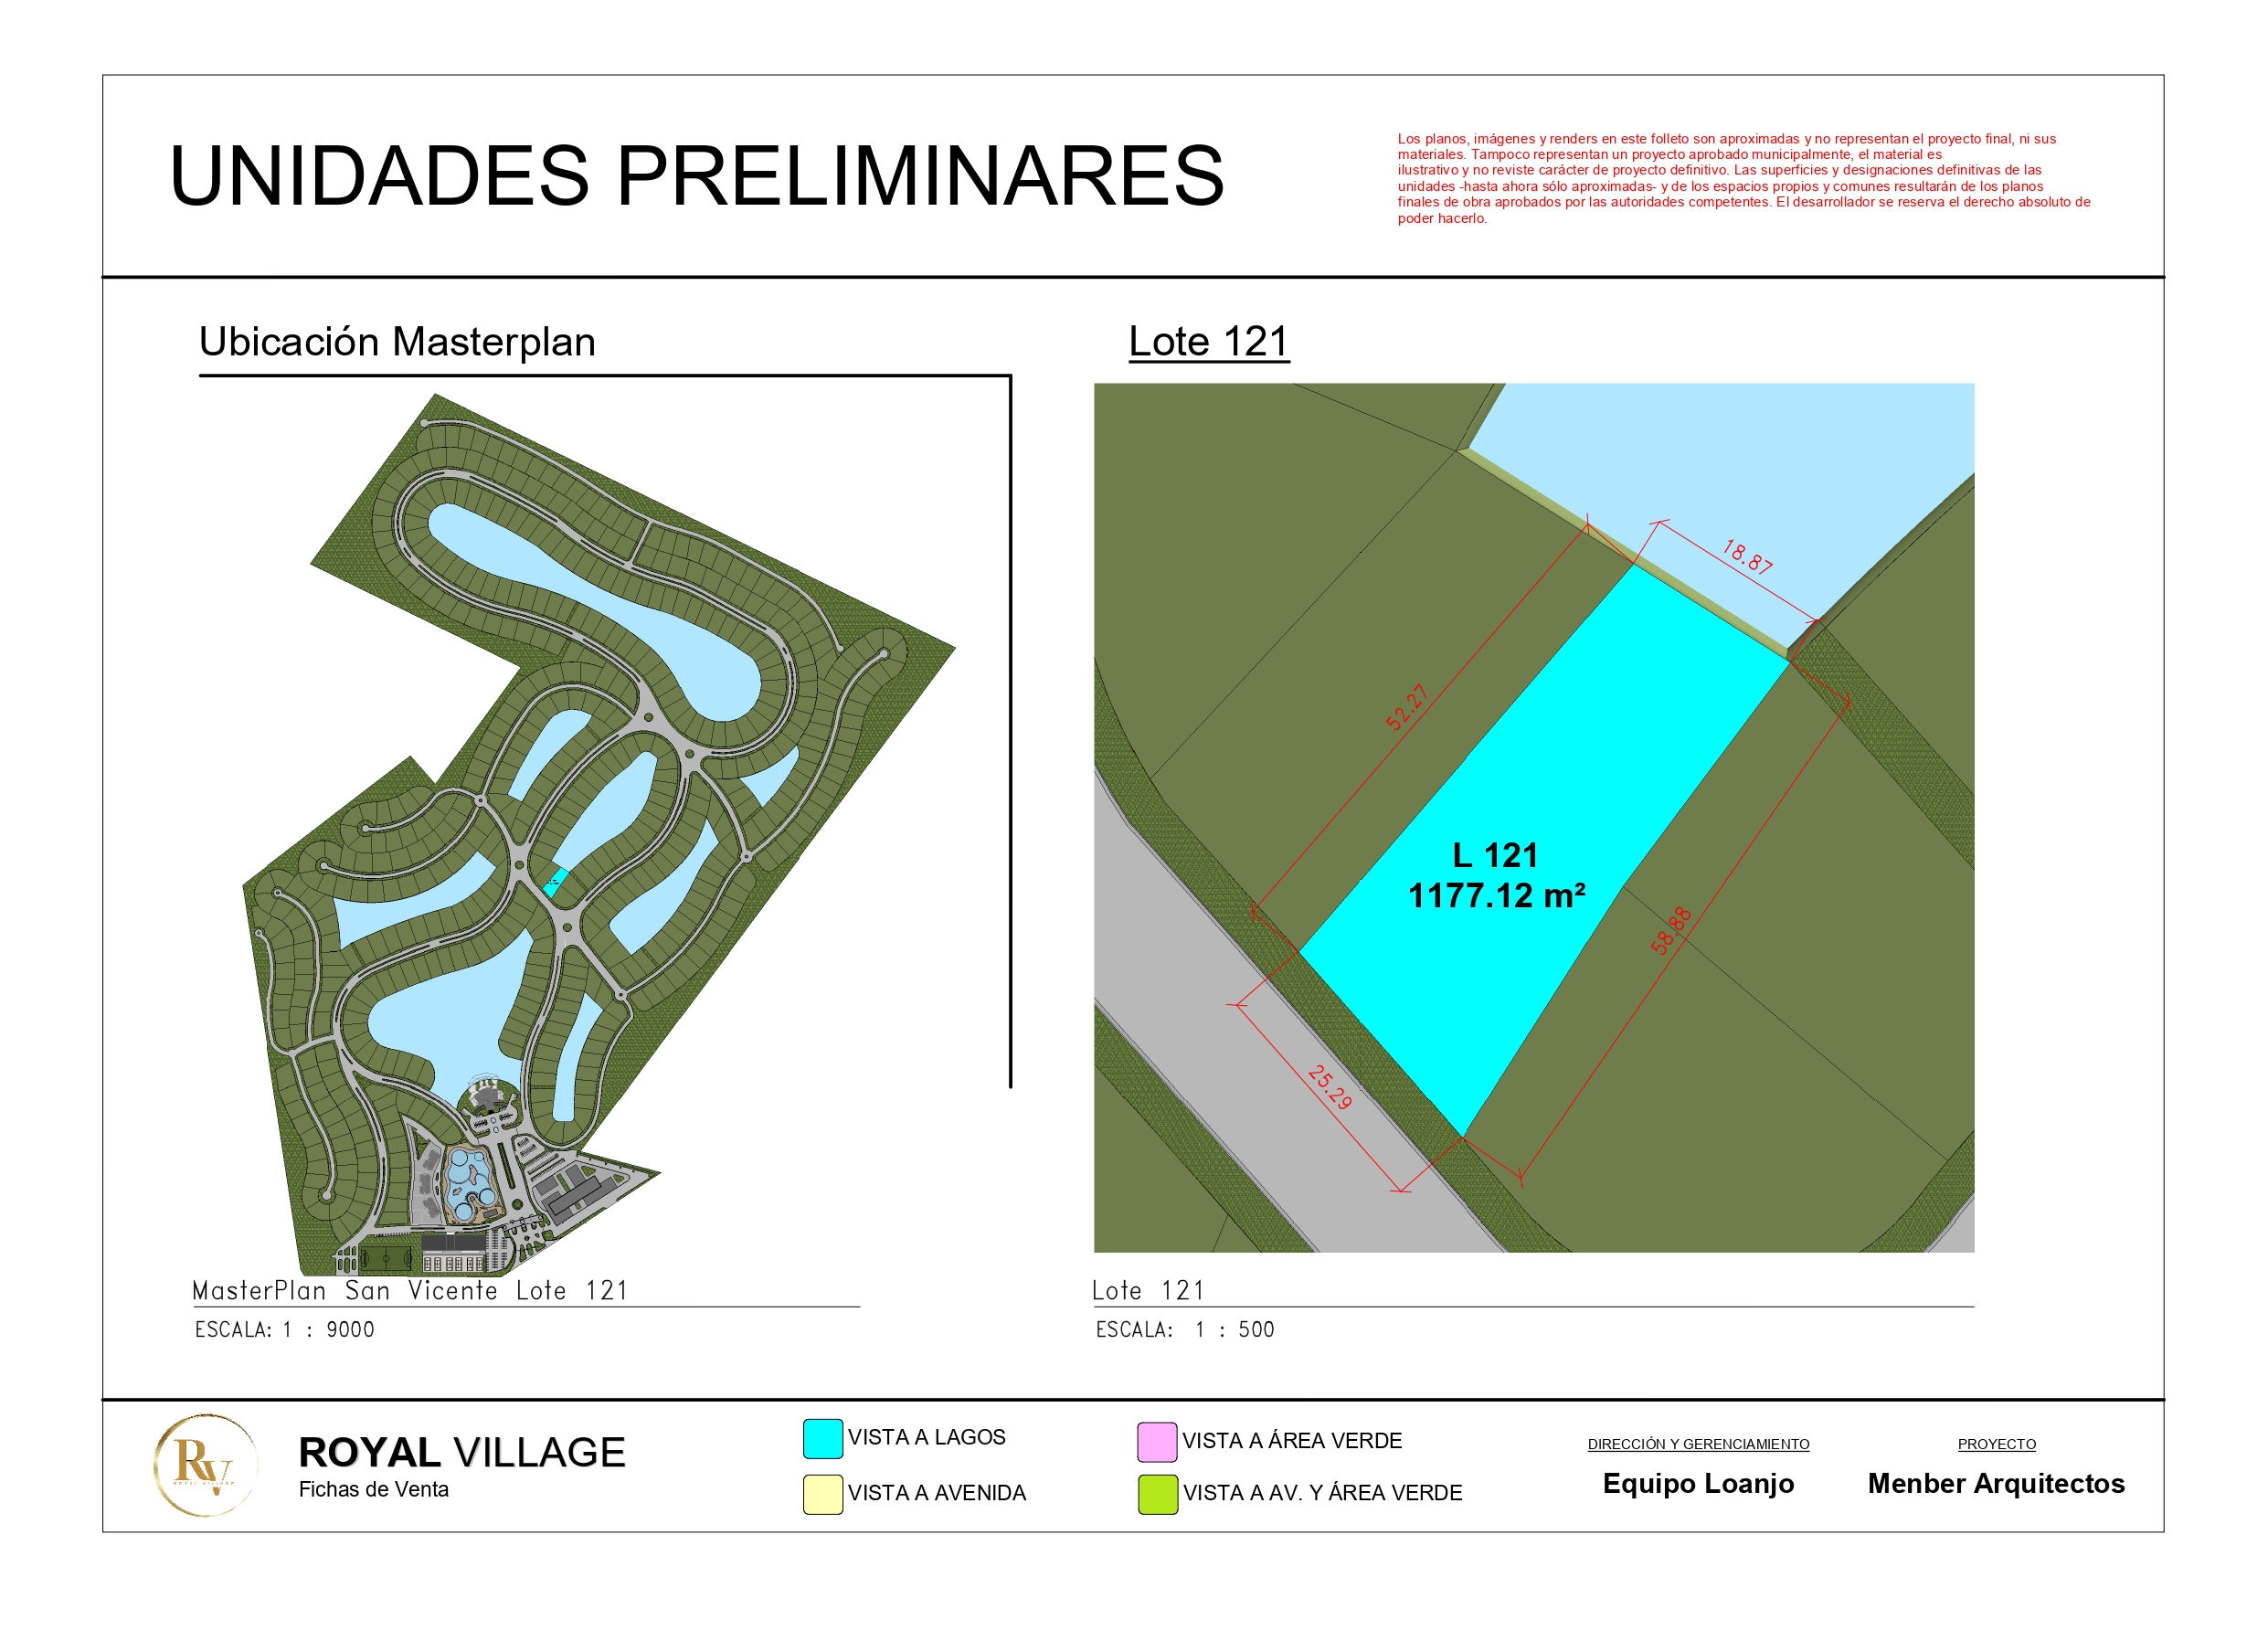 UNIDADES PRELIMINARES
Los planos, imágenes y renders en este folleto son aproximadas y no representan el proyecto final, ni sus
materiales. Tampoco representan un proyecto aprobado municipalmente, el material es
ilustrativo y no reviste carácter de proyecto definitivo. Las superficies y designaciones definitivas de las
unidades -hasta ahora sólo aproximadas- y de los espacios propios y comunes resultarán de los planos
finales de obra aprobados por las autoridades competentes. El desarrollador se reserva el derecho absoluto de
poder hacerlo.
Ubicación Masterplan
Lote 121
18.87
52.27
L 121
1177.12 m²
58.88
25.29
MasterPlan San Vicente Lote 121
ESCALA: 1 : 9000
Lote 121
ESCALA: 1 : 500
RV
ROYAL VILLAGE
ROYAL VILLAGE
Fichas de Venta
VISTA A LAGOS
VISTA A AVENIDA
VISTA A ÁREA VERDE
VISTA A AV. Y ÁREA VERDE
DIRECCIÓN Y GERENCIAMIENTO
Equipo Loanjo
PROYECTO
Menber Arquitectos